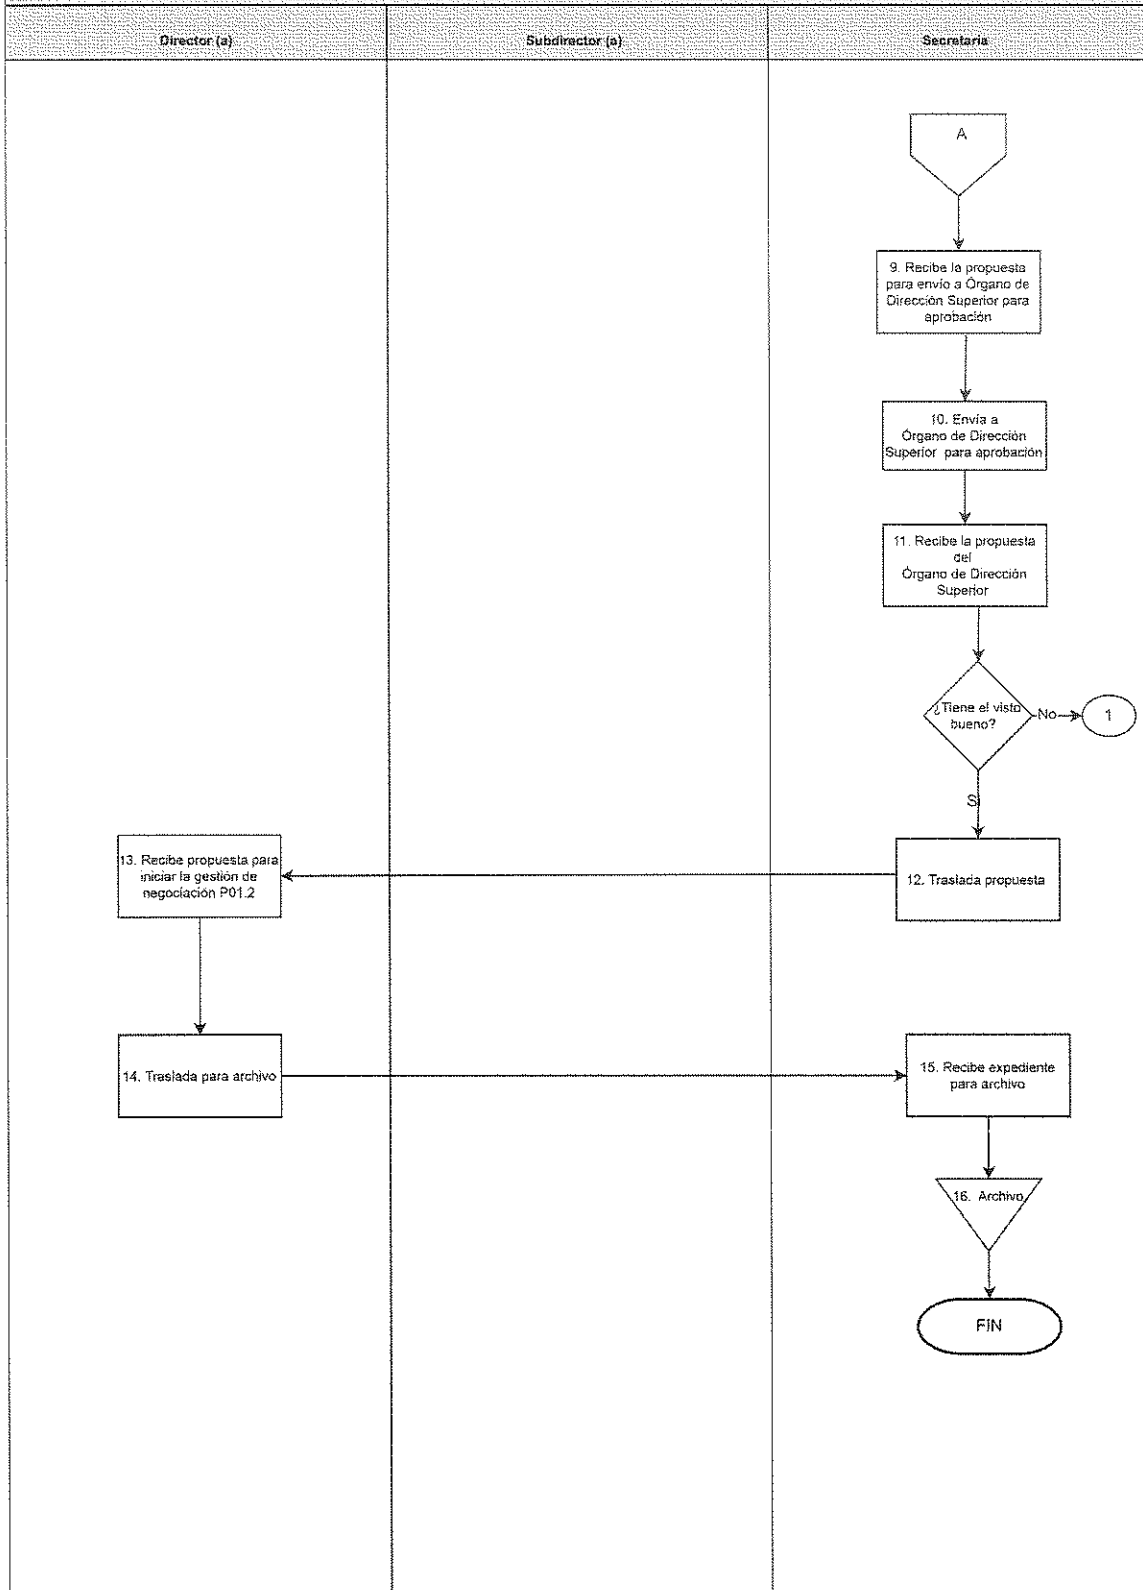 Director (a)
Subdirector (a)
Secretaria
A
9. Recibe la propuesta
para envío a Órgano de
Dirección Superior para
aprobación
10. Envía a
Órgano de Dirección
Superior para aprobación
11. Recibe la propuesta
del
Órgano de Dirección
Superior
¿Tiene el visto
bueno?
No
1
Si
12. Traslada propuesta
13. Recibe propuesta para
iniciar la gestión de
negociación P01.2
14. Traslada para archivo
15. Recibe expediente
para archivo
16. Archivo
FIN